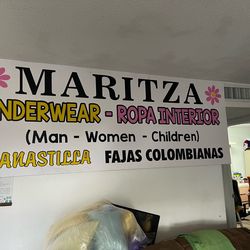 MARITZA
NDERWEAR - ROPA INTERIOR
(Man - Women - Children)
ANASTILLA FAJAS COLOMBIANAS